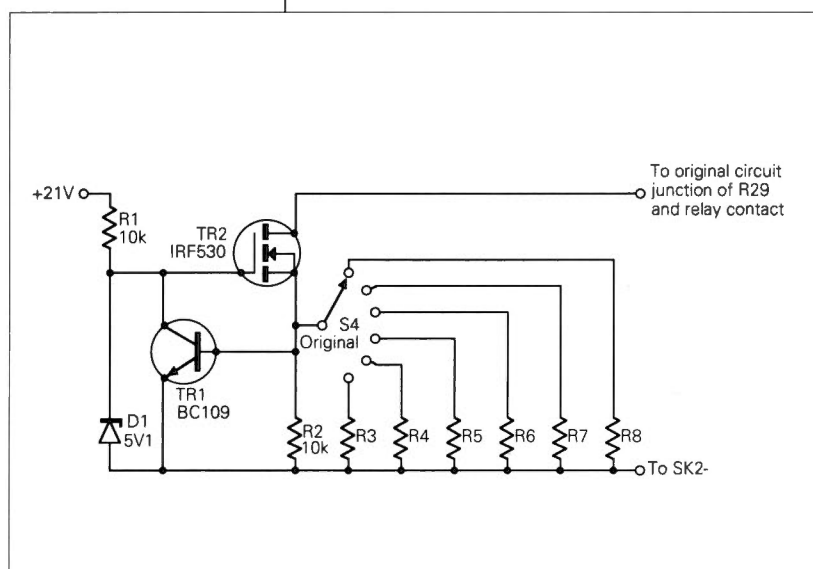 +21V
R1
10k
TR2
IRF530
To original circuit
junction of R29
and relay contact
S4
Original
TR1
BC109
D1
5V1
R2
10k
R3
R4
R5
R6
R7
R8
To SK2-